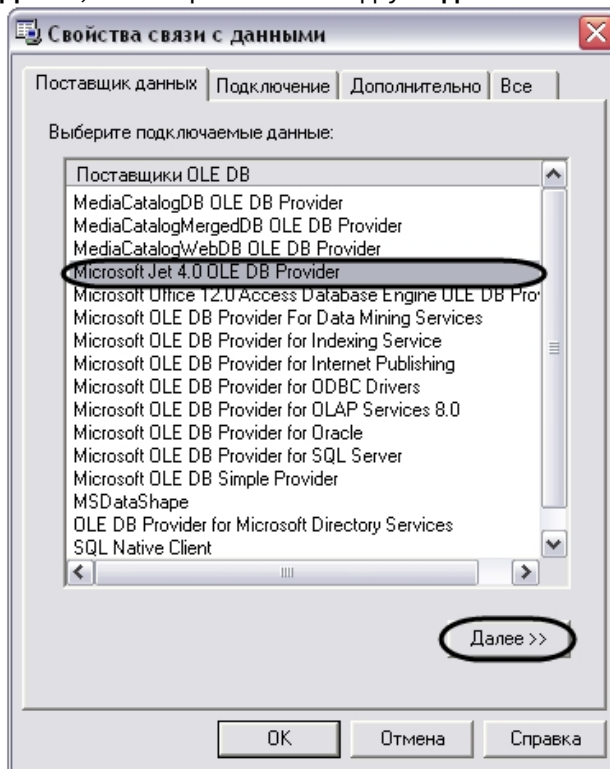 Свойства связи с данными
Поставщик данных
Подключение
Дополнительно
Все
Выберите подключаемые данные:
Поставщики OLE DB
MediaCatalogDB OLE DB Provider
MediaCatalogMergedDB OLE DB Provider
MediaCatalogWebDB OLE DB Provider
Microsoft Jet 4.0 OLE DB Provider
Microsoft Office 12.0 Access Database Engine OLE DB Pro
Microsoft OLE DB Provider For Data Mining Services
Microsoft OLE DB Provider for Indexing Service
Microsoft OLE DB Provider for Internet Publishing
Microsoft OLE DB Provider for ODBC Drivers
Microsoft OLE DB Provider for OLAP Services 8.0
Microsoft OLE DB Provider for Oracle
Microsoft OLE DB Provider for SQL Server
Microsoft OLE DB Simple Provider
MSDataShape
OLE DB Provider for Microsoft Directory Services
SQL Native Client
Далее >>
OK
Отмена
Справка